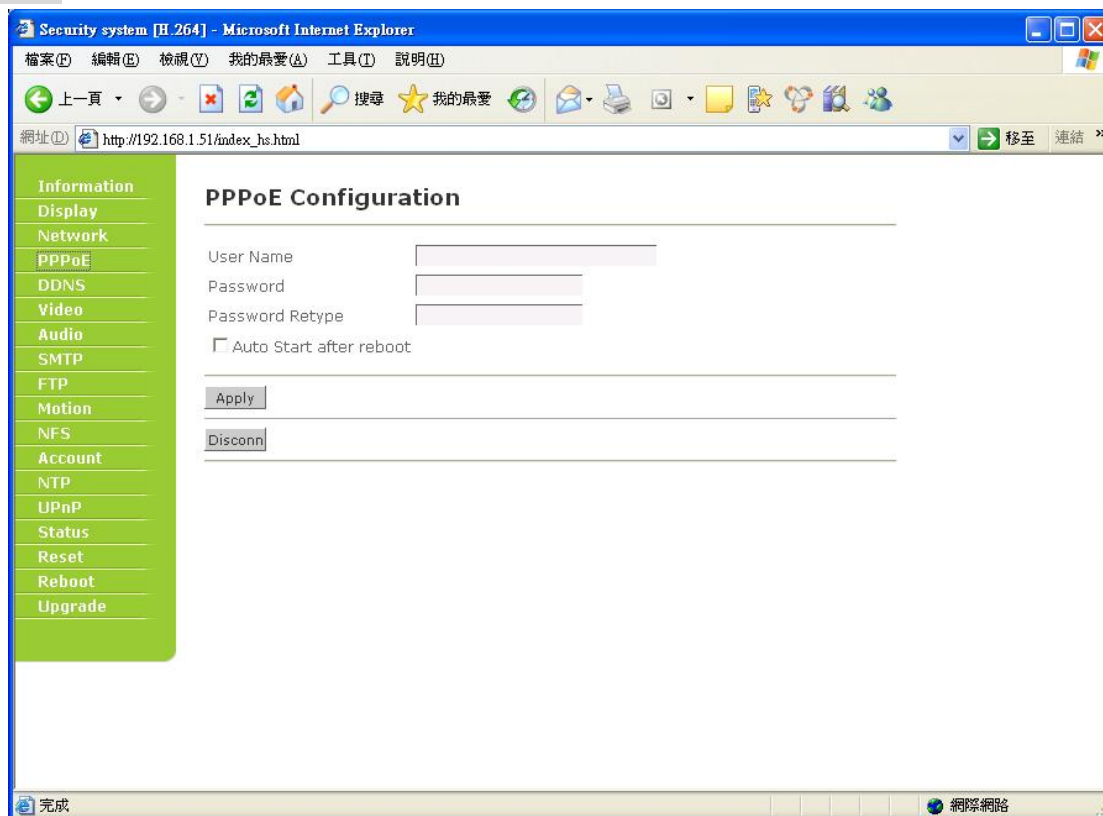 Security system [H.264] - Microsoft Internet Explorer
檔案(F) 編輯(E) 檢視(V) 我的最愛(A) 工具(T) 說明(H)
上一頁 搜尋 我的最愛
網址(D) http://192.168.1.51/index_hs.html 移至 連結 »
Information
Display
Network
PPPoE
DDNS
Video
Audio
SMTP
FTP
Motion
NFS
Account
NTP
UPnP
Status
Reset
Reboot
Upgrade
PPPoE Configuration
User Name
Password
Password Retype
Auto Start after reboot
Apply
Disconn
完成 網際網路